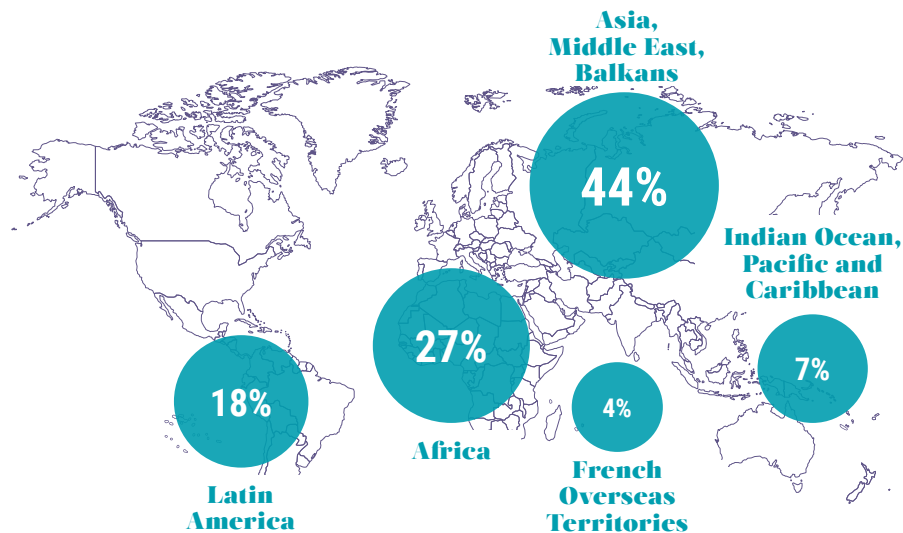 Asia,
Middle East,
Balkans
44%
Indian Ocean,
Pacific and
Caribbean
7%
27%
Africa
18%
Latin
America
4%
French
Overseas
Territories